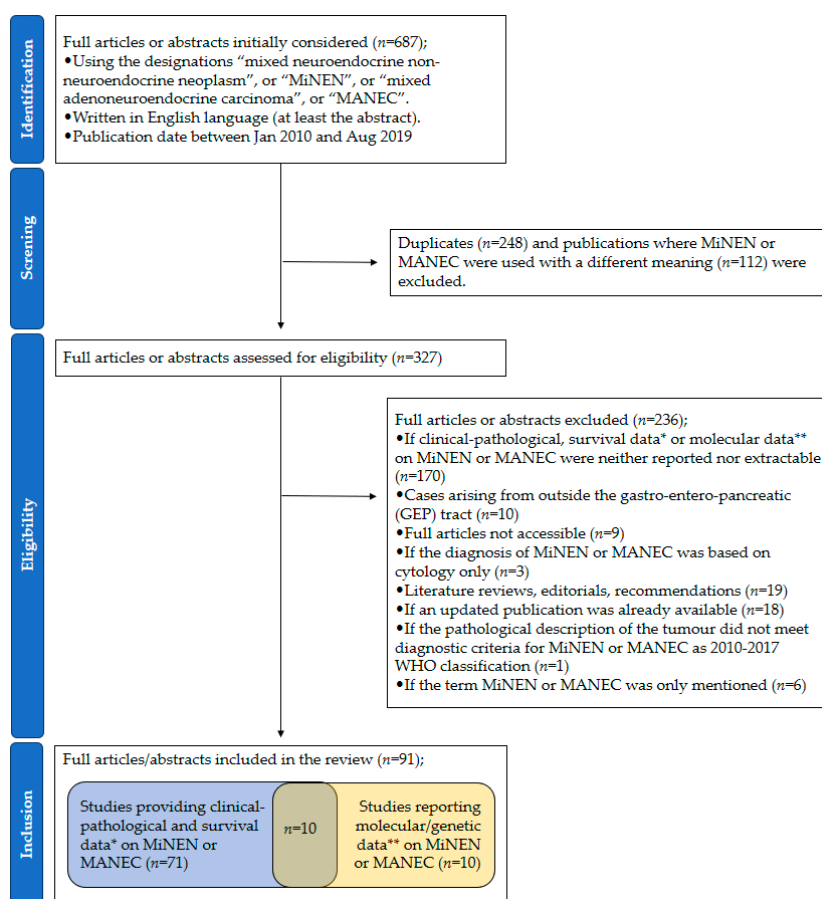 Identification
Full articles or abstracts initially considered (n=687);
•Using the designations “mixed neuroendocrine non-
neuroendocrine neoplasm”, or “MiNEN”, or “mixed
adenoneuroendocrine carcinoma”, or “MANEC”.
•Written in English language (at least the abstract).
•Publication date between Jan 2010 and Aug 2019
Screening
Duplicates (n=248) and publications where MiNEN or
MANEC were used with a different meaning (n=112) were
excluded.
Eligibility
Full articles or abstracts assessed for eligibility (n=327)
Full articles or abstracts excluded (n=236);
•If clinical-pathological, survival data* or molecular data**
on MiNEN or MANEC were neither reported nor extractable
(n=170)
•Cases arising from outside the gastro-entero-pancreatic
(GEP) tract (n=10)
•Full articles not accessible (n=9)
•If the diagnosis of MiNEN or MANEC was based on
cytology only (n=3)
•Literature reviews, editorials, recommendations (n=19)
•If an updated publication was already available (n=18)
•If the pathological description of the tumour did not meet
diagnostic criteria for MiNEN or MANEC as 2010-2017
WHO classification (n=1)
•If the term MiNEN or MANEC was only mentioned (n=6)
Inclusion
Full articles/abstracts included in the review (n=91);
Studies providing clinical-
pathological and survival
data* on MiNEN or
MANEC (n=71)
n=10
Studies reporting
molecular/genetic
data** on MiNEN
or MANEC (n=10)